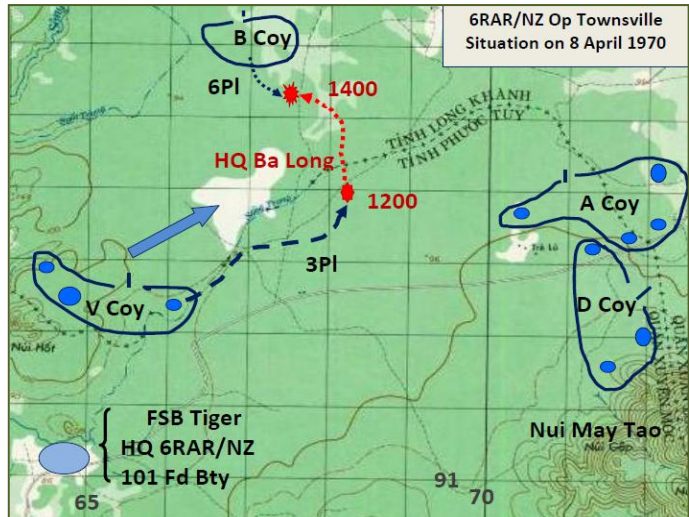 6RAR/NZ Op Townsville
Situation on 8 April 1970
B Coy
6Pl
1400
TỈNH LONG KHÁNH
TỈNH PHƯỚC TUY
HQ Ba Long
1200
A Coy
3Pl
V Coy
D Coy
FSB Tiger
HQ 6RAR/NZ
101 Fd Bty
Nui May Tao
91
65
70